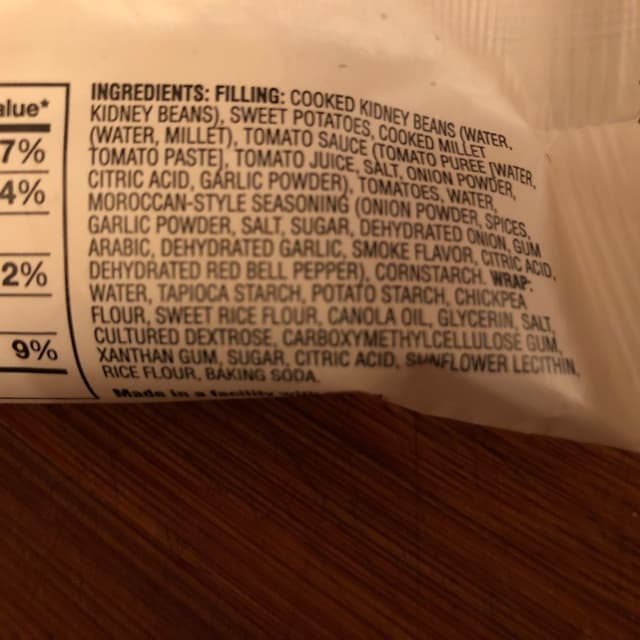 alue*
7%
4%
2%
9%
INGREDIENTS: FILLING: COOKED KIDNEY BEANS (WATER,
KIDNEY BEANS), SWEET POTATOES, COOKED MILLET
(WATER, MILLET), TOMATO SAUCE (TOMATO PUREE [WATER,
TOMATO PASTE], TOMATO JUICE, SALT, ONION POWDER,
CITRIC ACID, GARLIC POWDER), TOMATOES, WATER,
MOROCCAN-STYLE SEASONING (ONION POWDER, SPICES,
GARLIC POWDER, SALT, SUGAR, DEHYDRATED ONION, GUM
ARABIC, DEHYDRATED GARLIC, SMOKE FLAVOR, CITRIC ACID,
DEHYDRATED RED BELL PEPPER), CORNSTARCH. WRAP:
WATER, TAPIOCA STARCH, POTATO STARCH, CHICKPEA
FLOUR, SWEET RICE FLOUR, CANOLA OIL, GLYCERIN, SALT,
CULTURED DEXTROSE, CARBOXYMETHYLCELLULOSE GUM,
XANTHAN GUM, SUGAR, CITRIC ACID, SUNFLOWER LECITHIN,
RICE FLOUR, BAKING SODA.
Made in a facility